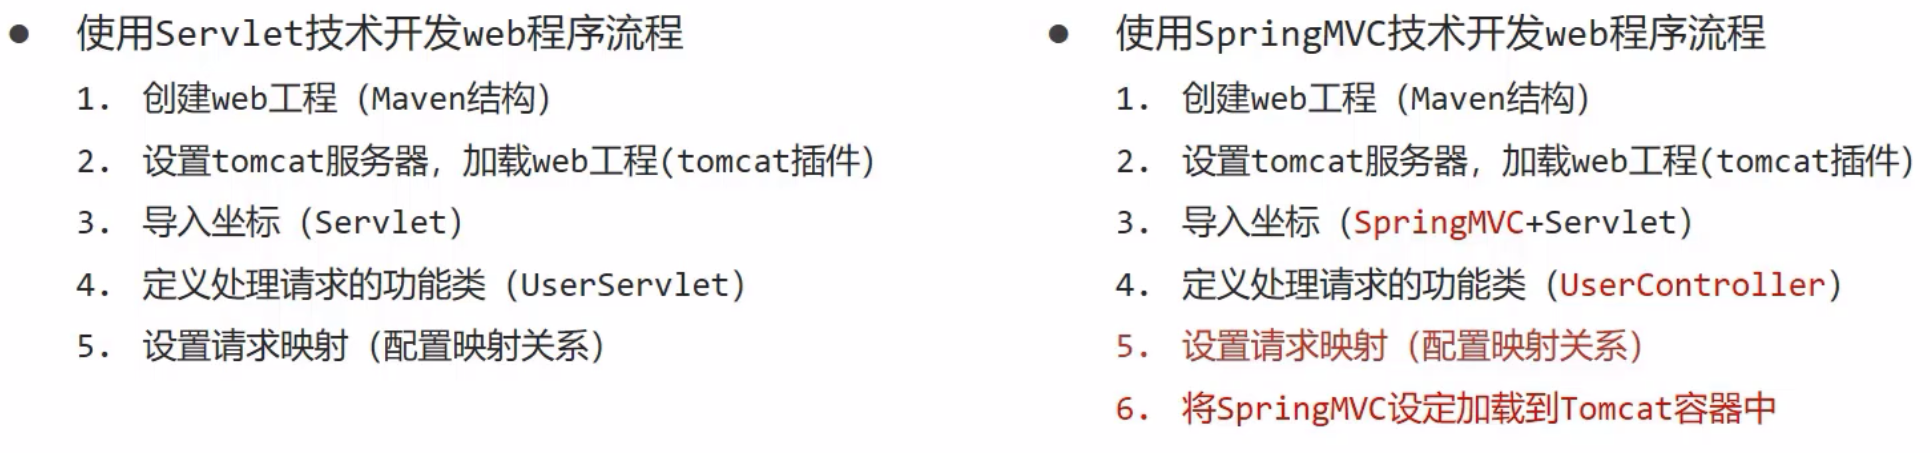 ● 使用Servlet技术开发web程序流程
1. 创建web工程（Maven结构）
2. 设置tomcat服务器，加载web工程(tomcat插件）
3. 导入坐标（Servlet）
4. 定义处理请求的功能类（UserServlet）
5. 设置请求映射（配置映射关系）
● 使用SpringMVC技术开发web程序流程
1. 创建web工程（Maven结构）
2. 设置tomcat服务器，加载web工程(tomcat插件）
3. 导入坐标（SpringMVC+Servlet）
4. 定义处理请求的功能类（UserController）
5. 设置请求映射（配置映射关系）
6. 将SpringMVC设定加载到Tomcat容器中